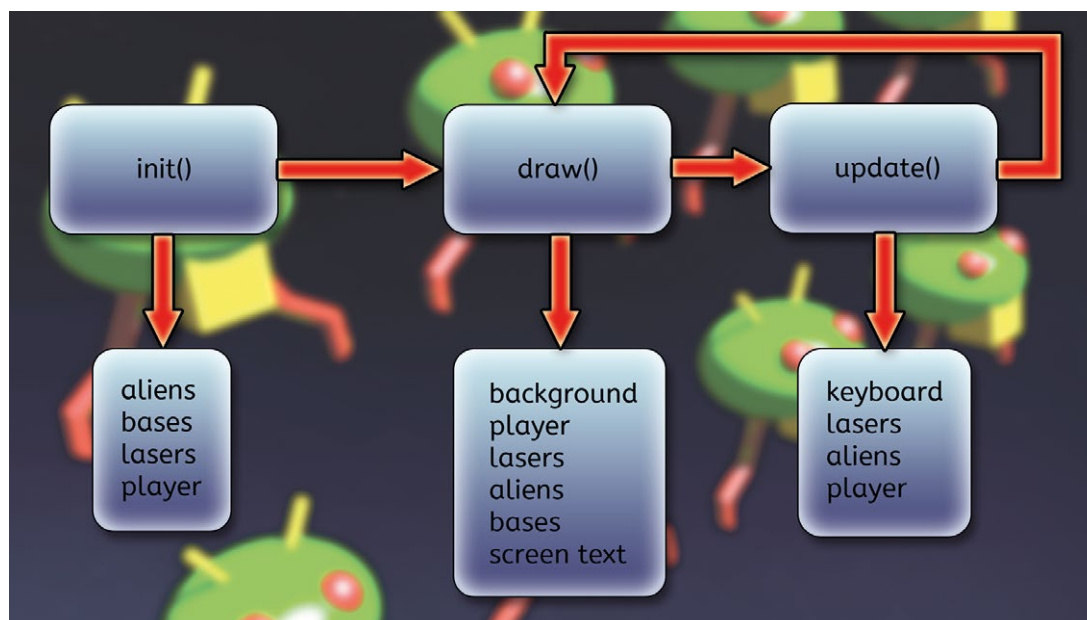 init()
draw()
update()
aliens
bases
lasers
player
background
player
lasers
aliens
bases
screen text
keyboard
lasers
aliens
player